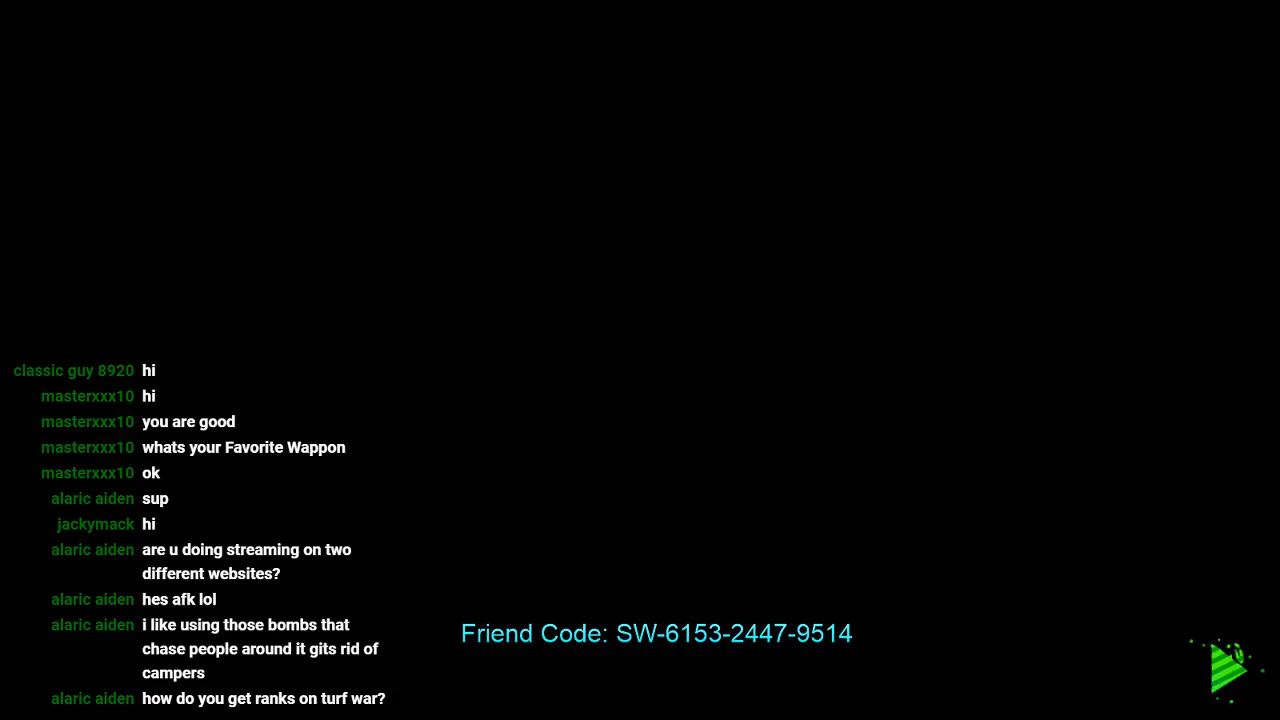 classic guy 8920 hi
masterxxx10 hi
masterxxx10 you are good
masterxxx10 whats your Favorite Wappon
masterxxx10 ok
alaric aiden sup
jackymack hi
alaric aiden are u doing streaming on two
different websites?
alaric aiden hes afk lol
alaric aiden i like using those bombs that
chase people around it gits rid of
campers
alaric aiden how do you get ranks on turf war?
Friend Code: SW-6153-2447-9514